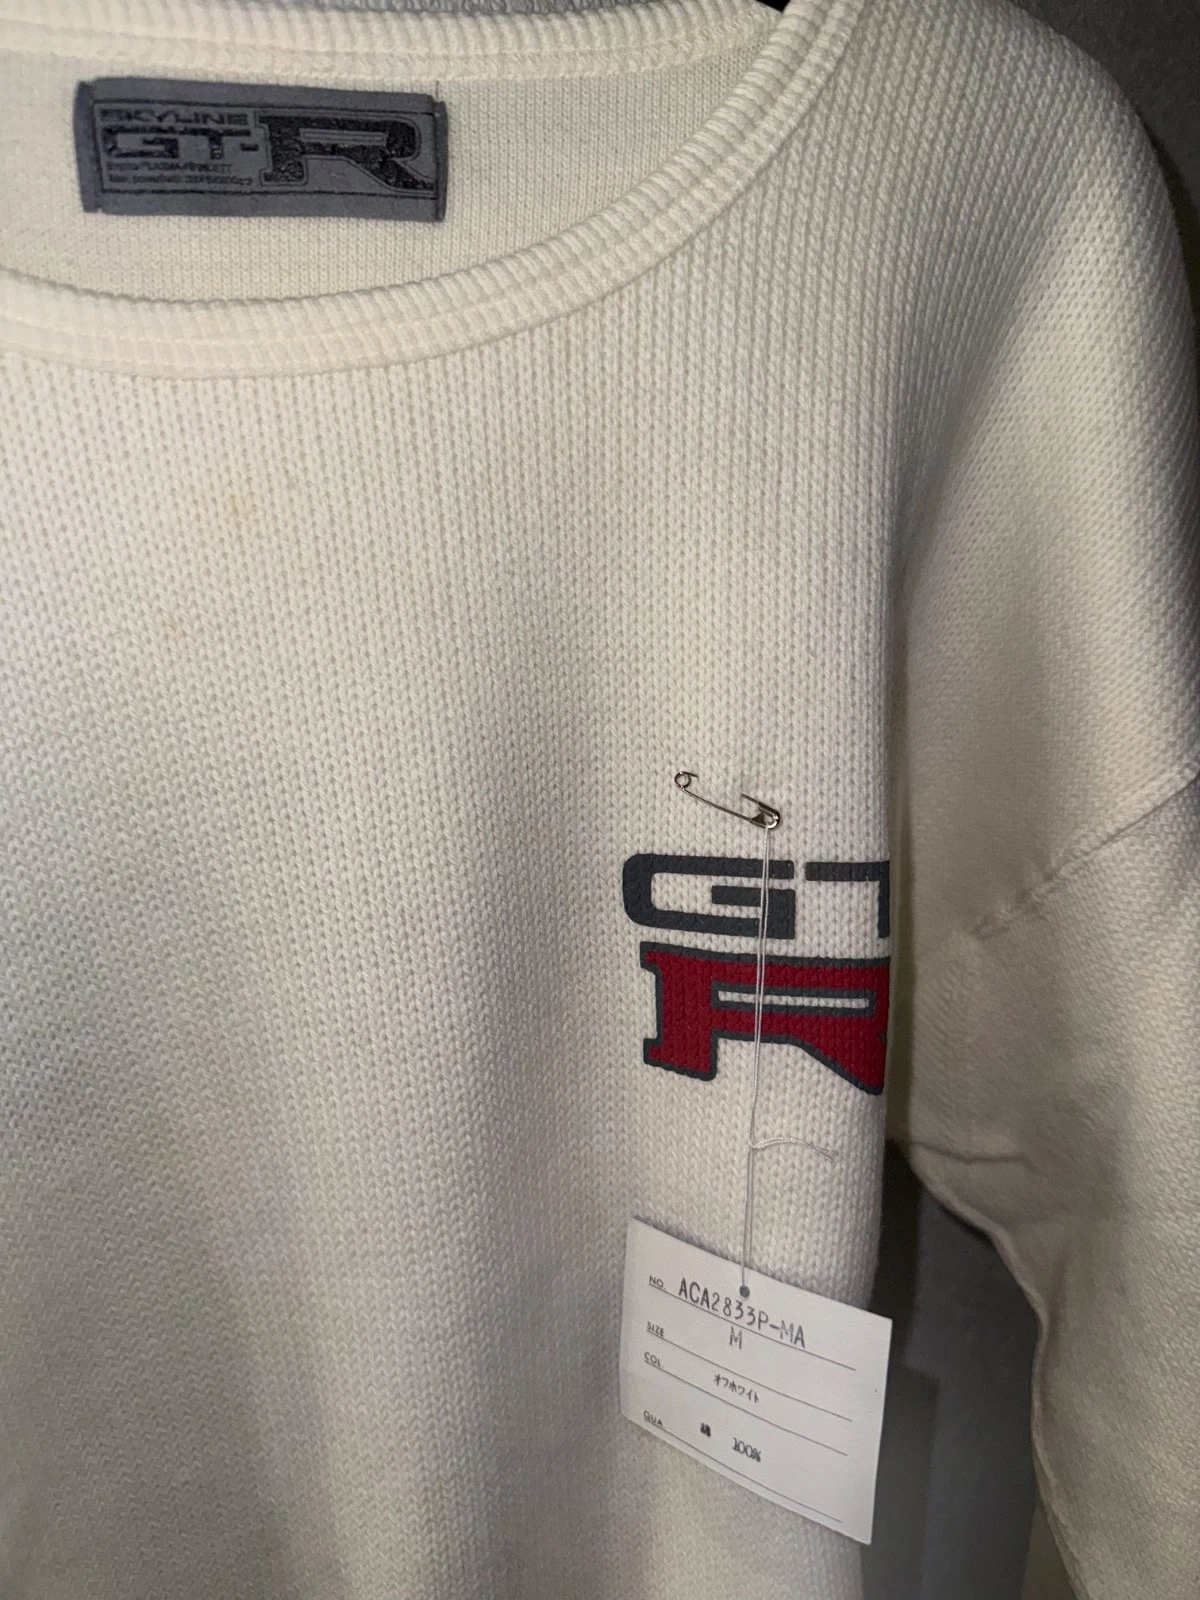 SKYLINE
GT-R
GT
R
NO. ACA2833P-MA
SIZE M
COL. オフホワイト
QUA. 綿 100%